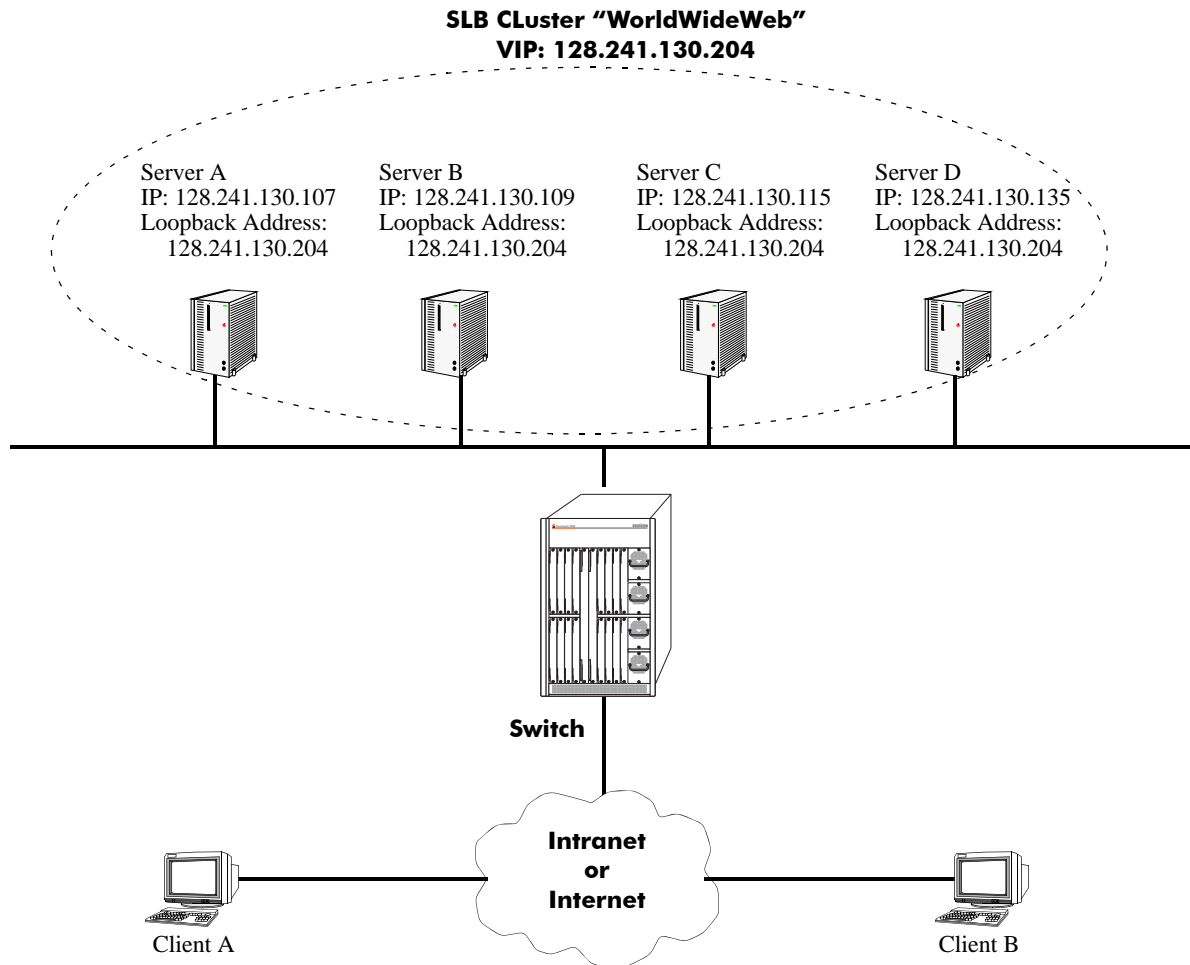 SLB CLuster “WorldWideWeb”
VIP: 128.241.130.204
Server A
IP: 128.241.130.107
Loopback Address:
128.241.130.204
Server B
IP: 128.241.130.109
Loopback Address:
128.241.130.204
Server C
IP: 128.241.130.115
Loopback Address:
128.241.130.204
Server D
IP: 128.241.130.135
Loopback Address:
128.241.130.204
Switch
Intranet
or
Internet
Client A
Client B